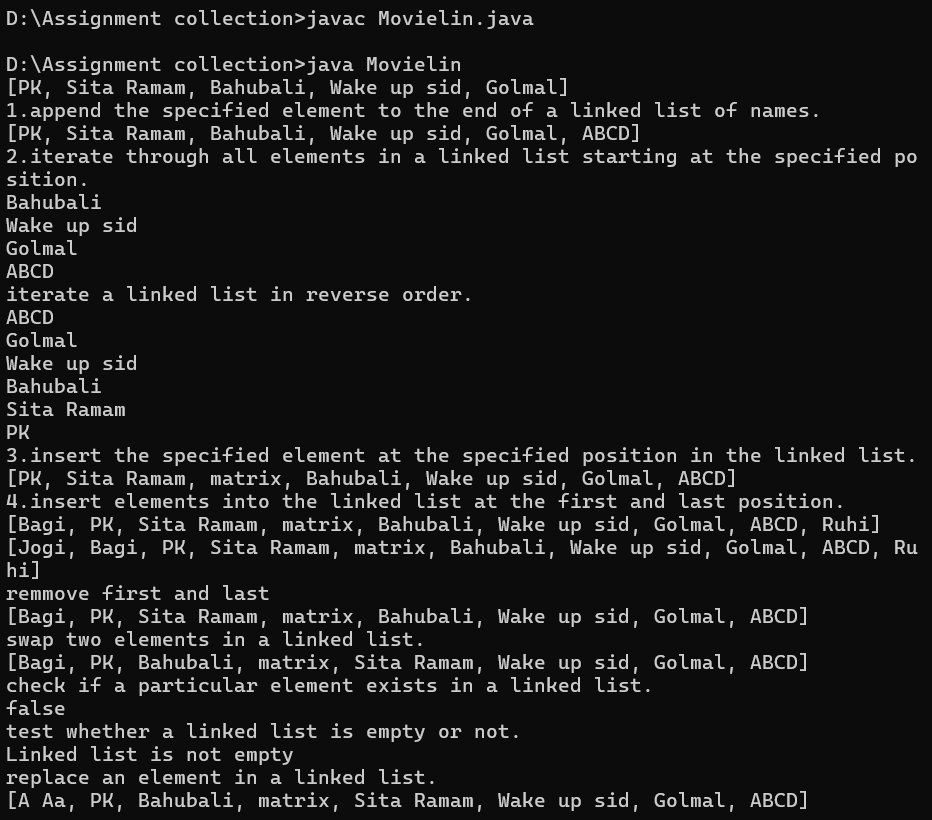 D:\Assignment collection>javac Movielin.java
D:\Assignment collection>java Movielin
[PK, Sita Ramam, Bahubali, Wake up sid, Golmal]
1.append the specified element to the end of a linked list of names.
[PK, Sita Ramam, Bahubali, Wake up sid, Golmal, ABCD]
2.iterate through all elements in a linked list starting at the specified po
sition.
Bahubali
Wake up sid
Golmal
ABCD
iterate a linked list in reverse order.
ABCD
Golmal
Wake up sid
Bahubali
Sita Ramam
PK
3.insert the specified element at the specified position in the linked list.
[PK, Sita Ramam, matrix, Bahubali, Wake up sid, Golmal, ABCD]
4.insert elements into the linked list at the first and last position.
[Bagi, PK, Sita Ramam, matrix, Bahubali, Wake up sid, Golmal, ABCD, Ruhi]
[Jogi, Bagi, PK, Sita Ramam, matrix, Bahubali, Wake up sid, Golmal, ABCD, Ru
hi]
remmove first and last
[Bagi, PK, Sita Ramam, matrix, Bahubali, Wake up sid, Golmal, ABCD]
swap two elements in a linked list.
[Bagi, PK, Bahubali, matrix, Sita Ramam, Wake up sid, Golmal, ABCD]
check if a particular element exists in a linked list.
false
test whether a linked list is empty or not.
Linked list is not empty
replace an element in a linked list.
[A Aa, PK, Bahubali, matrix, Sita Ramam, Wake up sid, Golmal, ABCD]